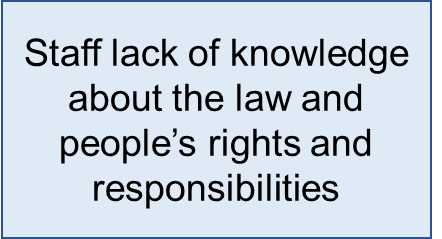 Staff lack of knowledge
about the law and
people’s rights and
responsibilities